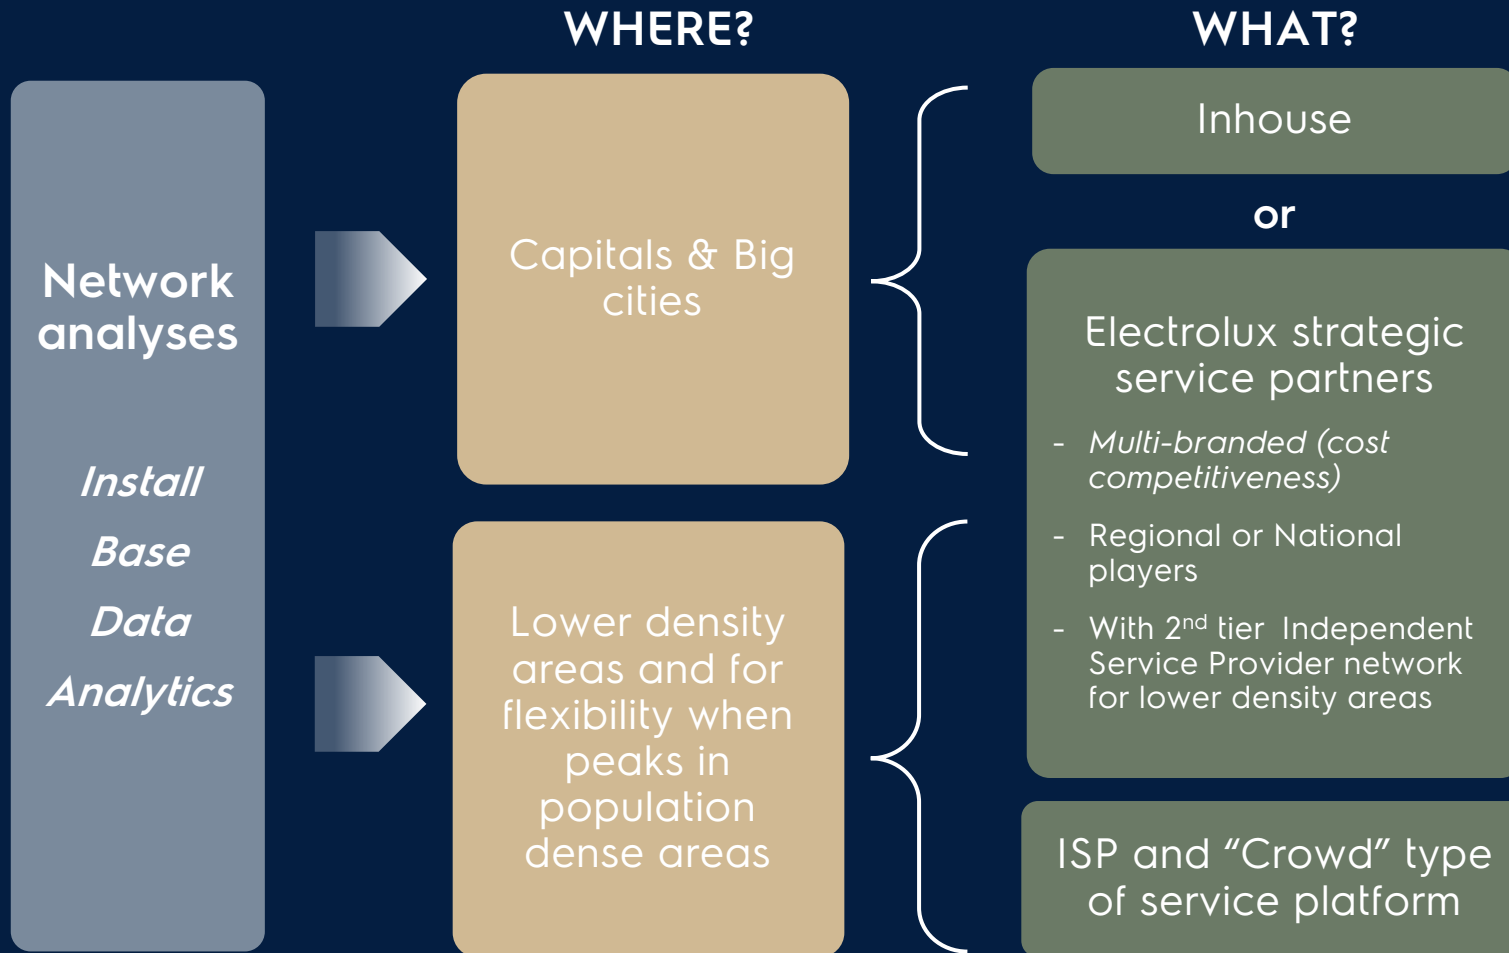 WHERE?
WHAT?
Network
analyses
Install
Base
Data
Analytics
Capitals & Big
cities
Lower density
areas and for
flexibility when
peaks in
population
dense areas
Inhouse
or
Electrolux strategic
service partners
- Multi-branded (cost
competitiveness)
- Regional or National
players
- With 2nd tier Independent
Service Provider network
for lower density areas
ISP and “Crowd” type
of service platform